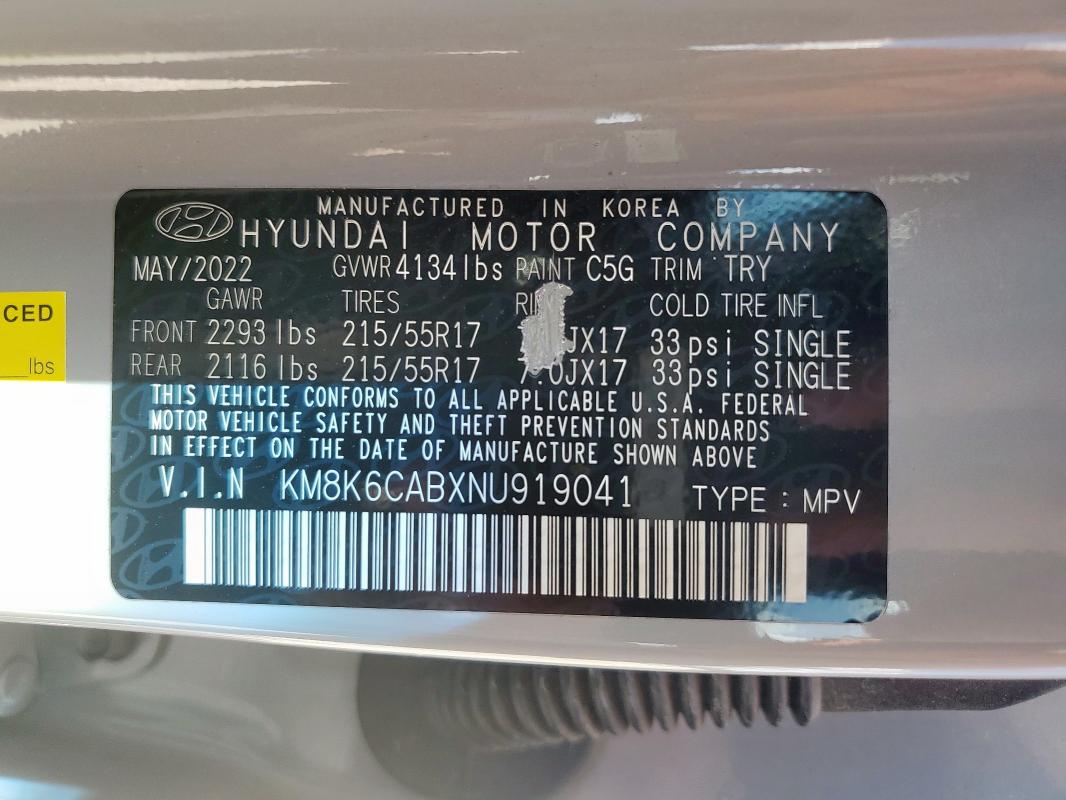 MANUFACTURED IN KOREA BY
HYUNDAI MOTOR COMPANY
MAY/2022 GVWR 4134 lbs PAINT C5G TRIM TRY
GAWR TIRES COLD TIRE INFL
FRONT 2293 lbs 215/55R17 33psi SINGLE
REAR 2116 lbs 215/55R17 7.0JX17 33psi SINGLE
THIS VEHICLE CONFORMS TO ALL APPLICABLE U.S.A. FEDERAL
MOTOR VEHICLE SAFETY AND THEFT PREVENTION STANDARDS
IN EFFECT ON THE DATE OF MANUFACTURE SHOWN ABOVE
V.I.N KM8K6CABXNU919041 TYPE : MPV
CED
lbs